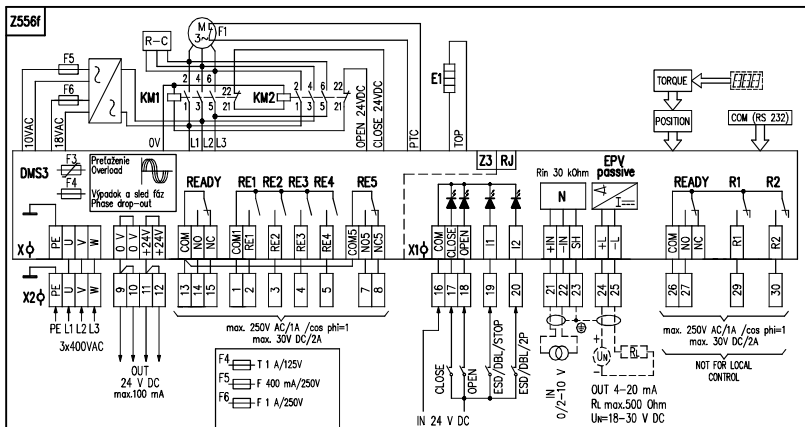 Z556f
M
3~
F1
R-C
F5
F6
2 4 6
22
KM1
1 3 5 21
2 4 6 22
KM2
1 3 5 21
E1
10VAC
18VAC
0V
L1 L2 L3
OPEN 24VDC
CLOSE 24VDC
PTC
TOP
TORQUE
POSITION
COM (RS 232)
DMS3
F3
F4
Preťaženie
Overload
Výpadok a sled fáz
Phase drop-out
Z3 RJ
Rin 30 kOhm
N
EPV
passive
READY RE1 RE2 RE3 RE4 RE5
READY R1 R2
X
PE U V W
0 V 0 V +24V +24V
COM NO NC
COM1 RE1 RE2 RE3 RE4
COM5 NO5 NC5
X1
COM CLOSE OPEN I1 I2
+IN -IN SH
+L -L
COM NO NC R1 R2
X2
PE U V W
9 10 11 12
13 14 15
1 2 3 4 5 7 8
16 17 18 19 20
21 22 23 24 25
26 27 29 30
PE L1 L2 L3
3x400VAC
OUT
24 V DC
max.100 mA
max. 250V AC/1A /cos phi=1
max. 30V DC/2A
F4 T 1 A/125V
F5 F 400 mA/250V
F6 F 1 A/250V
CLOSE
OPEN
ESD/DBL/STOP
ESD/DBL/2P
IN 24 V DC
IN
0/2-10 V
+
UN
-
RL
OUT 4-20 mA
RL max.500 Ohm
UN=18-30 V DC
max. 250V AC/1A /cos phi=1
max. 30V DC/2A
NOT FOR LOCAL
CONTROL